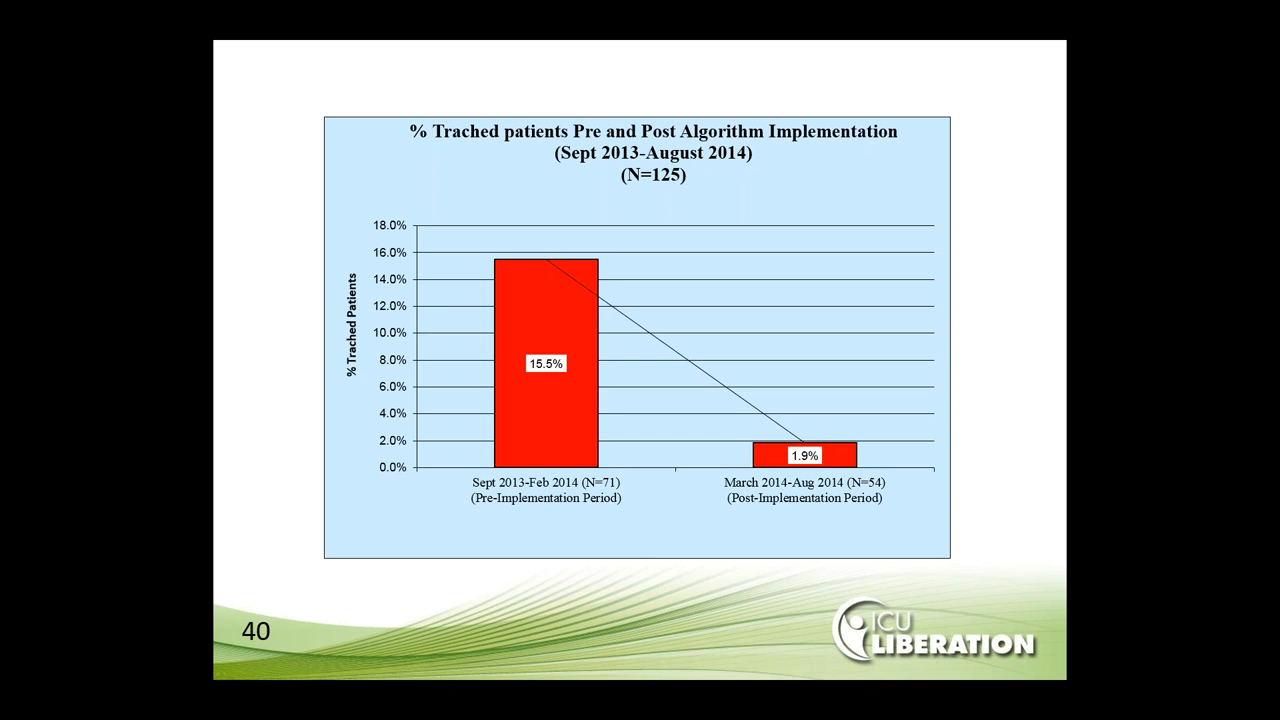 % Trached patients Pre and Post Algorithm Implementation
(Sept 2013-August 2014)
(N=125)
% Trached Patients
18.0%
16.0%
14.0%
12.0%
10.0%
8.0%
6.0%
4.0%
2.0%
0.0%
15.5%
1.9%
Sept 2013-Feb 2014 (N=71)
(Pre-Implementation Period)
March 2014-Aug 2014 (N=54)
(Post-Implementation Period)
40
ICU
LIBERATION